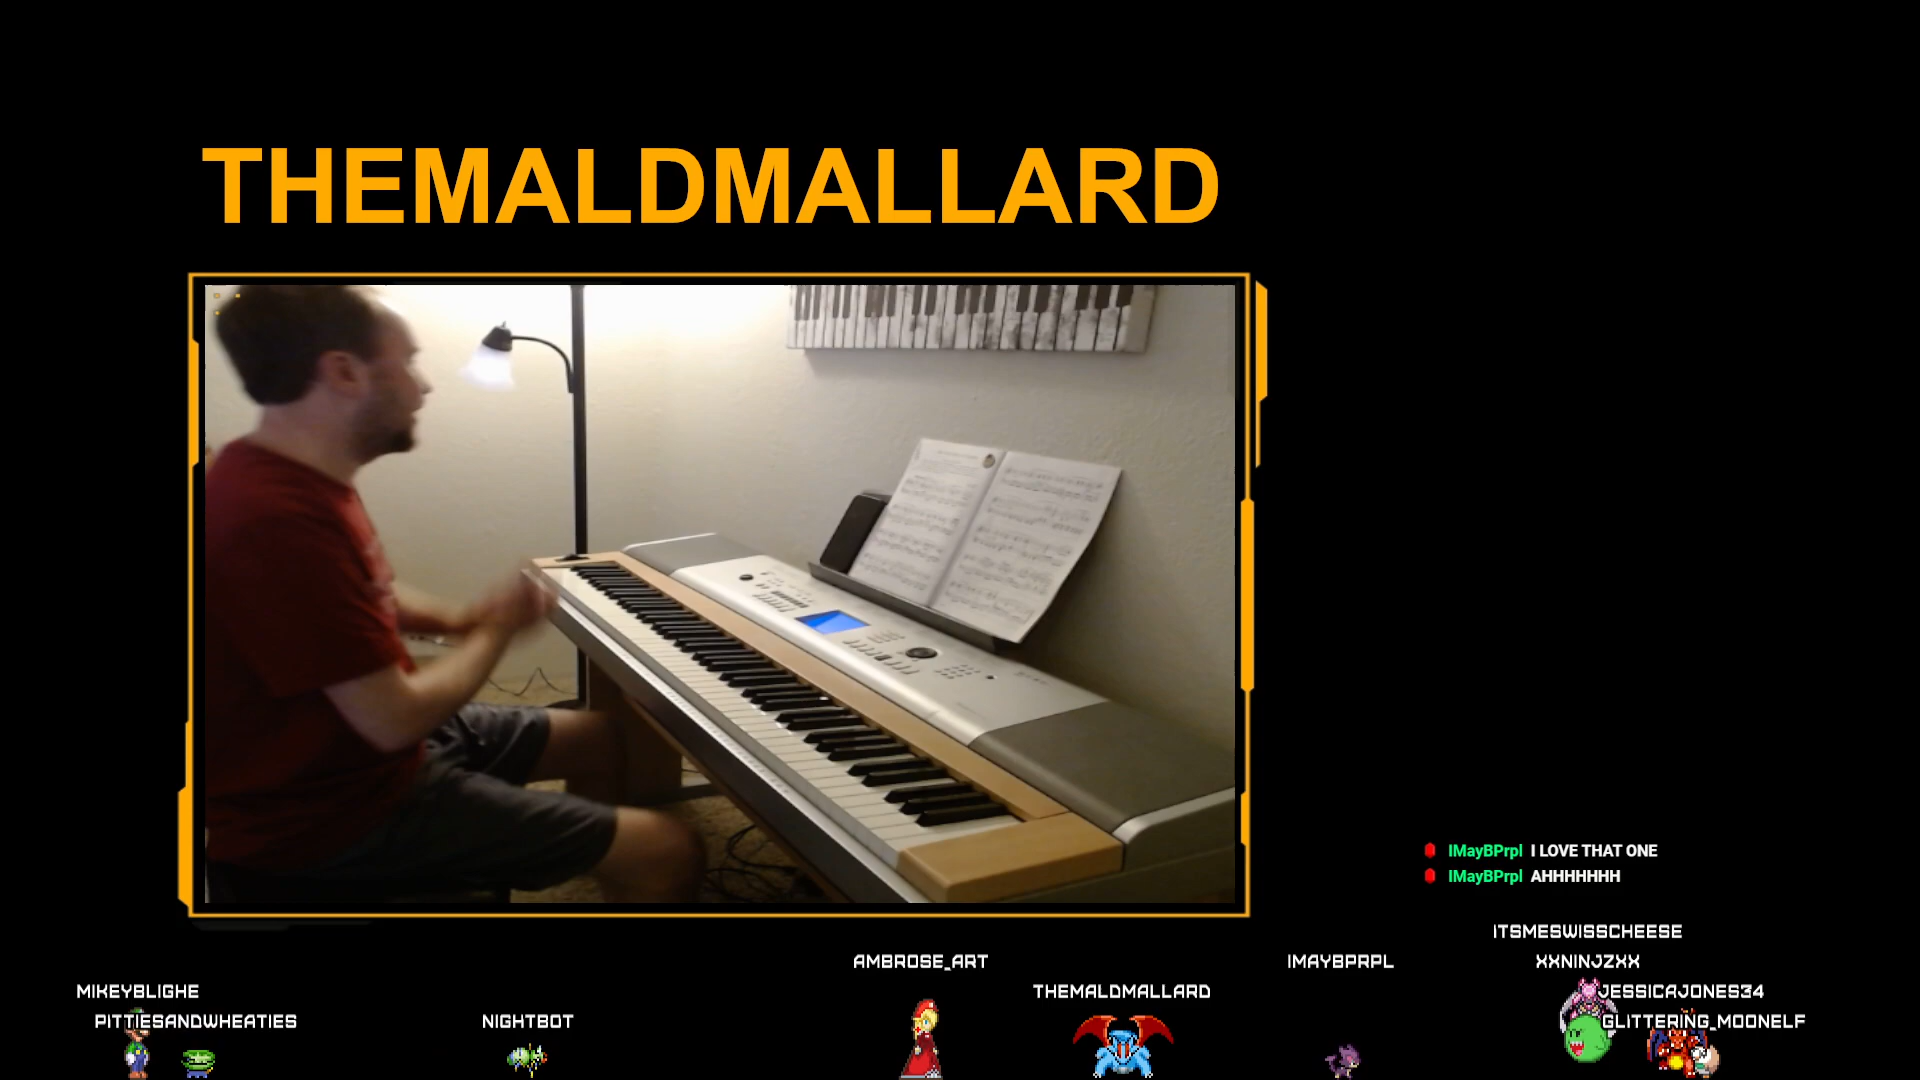 THEMALDMALLARD
IMayBPrpl I LOVE THAT ONE
IMayBPrpl AHHHHHHH
ITSMESWISSCHEESE
AMBROSE_ART
IMAYBPRPL
XXNINJZXX
MIKEYBLIGHE
THEMALDMALLARD
JESSICAJONES34
PITTIESANDWHEATIES
NIGHTBOT
GLITTERING_MOONELF